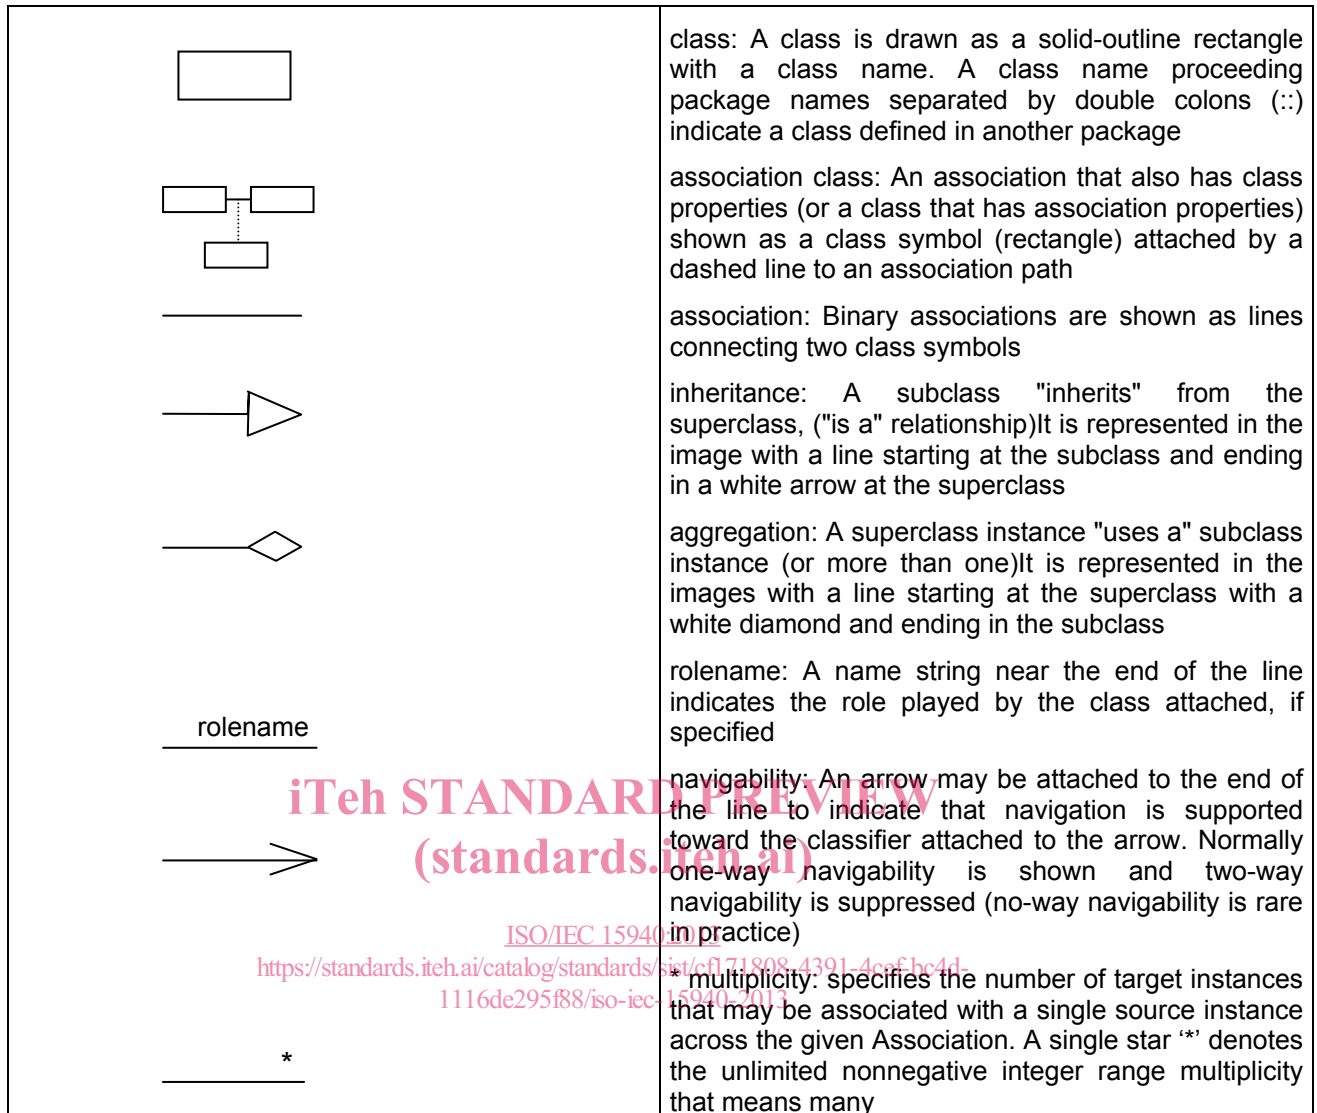 class: A class is drawn as a solid-outline rectangle
with a class name. A class name proceeding
package names separated by double colons (::)
indicate a class defined in another package
association class: An association that also has class
properties (or a class that has association properties)
shown as a class symbol (rectangle) attached by a
dashed line to an association path
association: Binary associations are shown as lines
connecting two class symbols
inheritance: A subclass "inherits" from the
superclass, ("is a" relationship)It is represented in the
image with a line starting at the subclass and ending
in a white arrow at the superclass
aggregation: A superclass instance "uses a" subclass
instance (or more than one)It is represented in the
images with a line starting at the superclass with a
white diamond and ending in the subclass
rolename
rolename: A name string near the end of the line
indicates the role played by the class attached, if
specified
navigability: An arrow may be attached to the end of
the line to indicate that navigation is supported
toward the classifier attached to the arrow. Normally
one-way navigability is shown and two-way
navigability is suppressed (no-way navigability is rare
in practice)
*
* multiplicity: specifies the number of target instances
that may be associated with a single source instance
across the given Association. A single star ‘*’ denotes
the unlimited nonnegative integer range multiplicity
that means many
iTeh STANDARD PREVIEW
(standards.iteh.ai)
ISO/IEC 15940:2013
https://standards.iteh.ai/catalog/standards/sist/cf171808-4391-4cef-bc4d-
1116de295f88/iso-iec-15940-2013